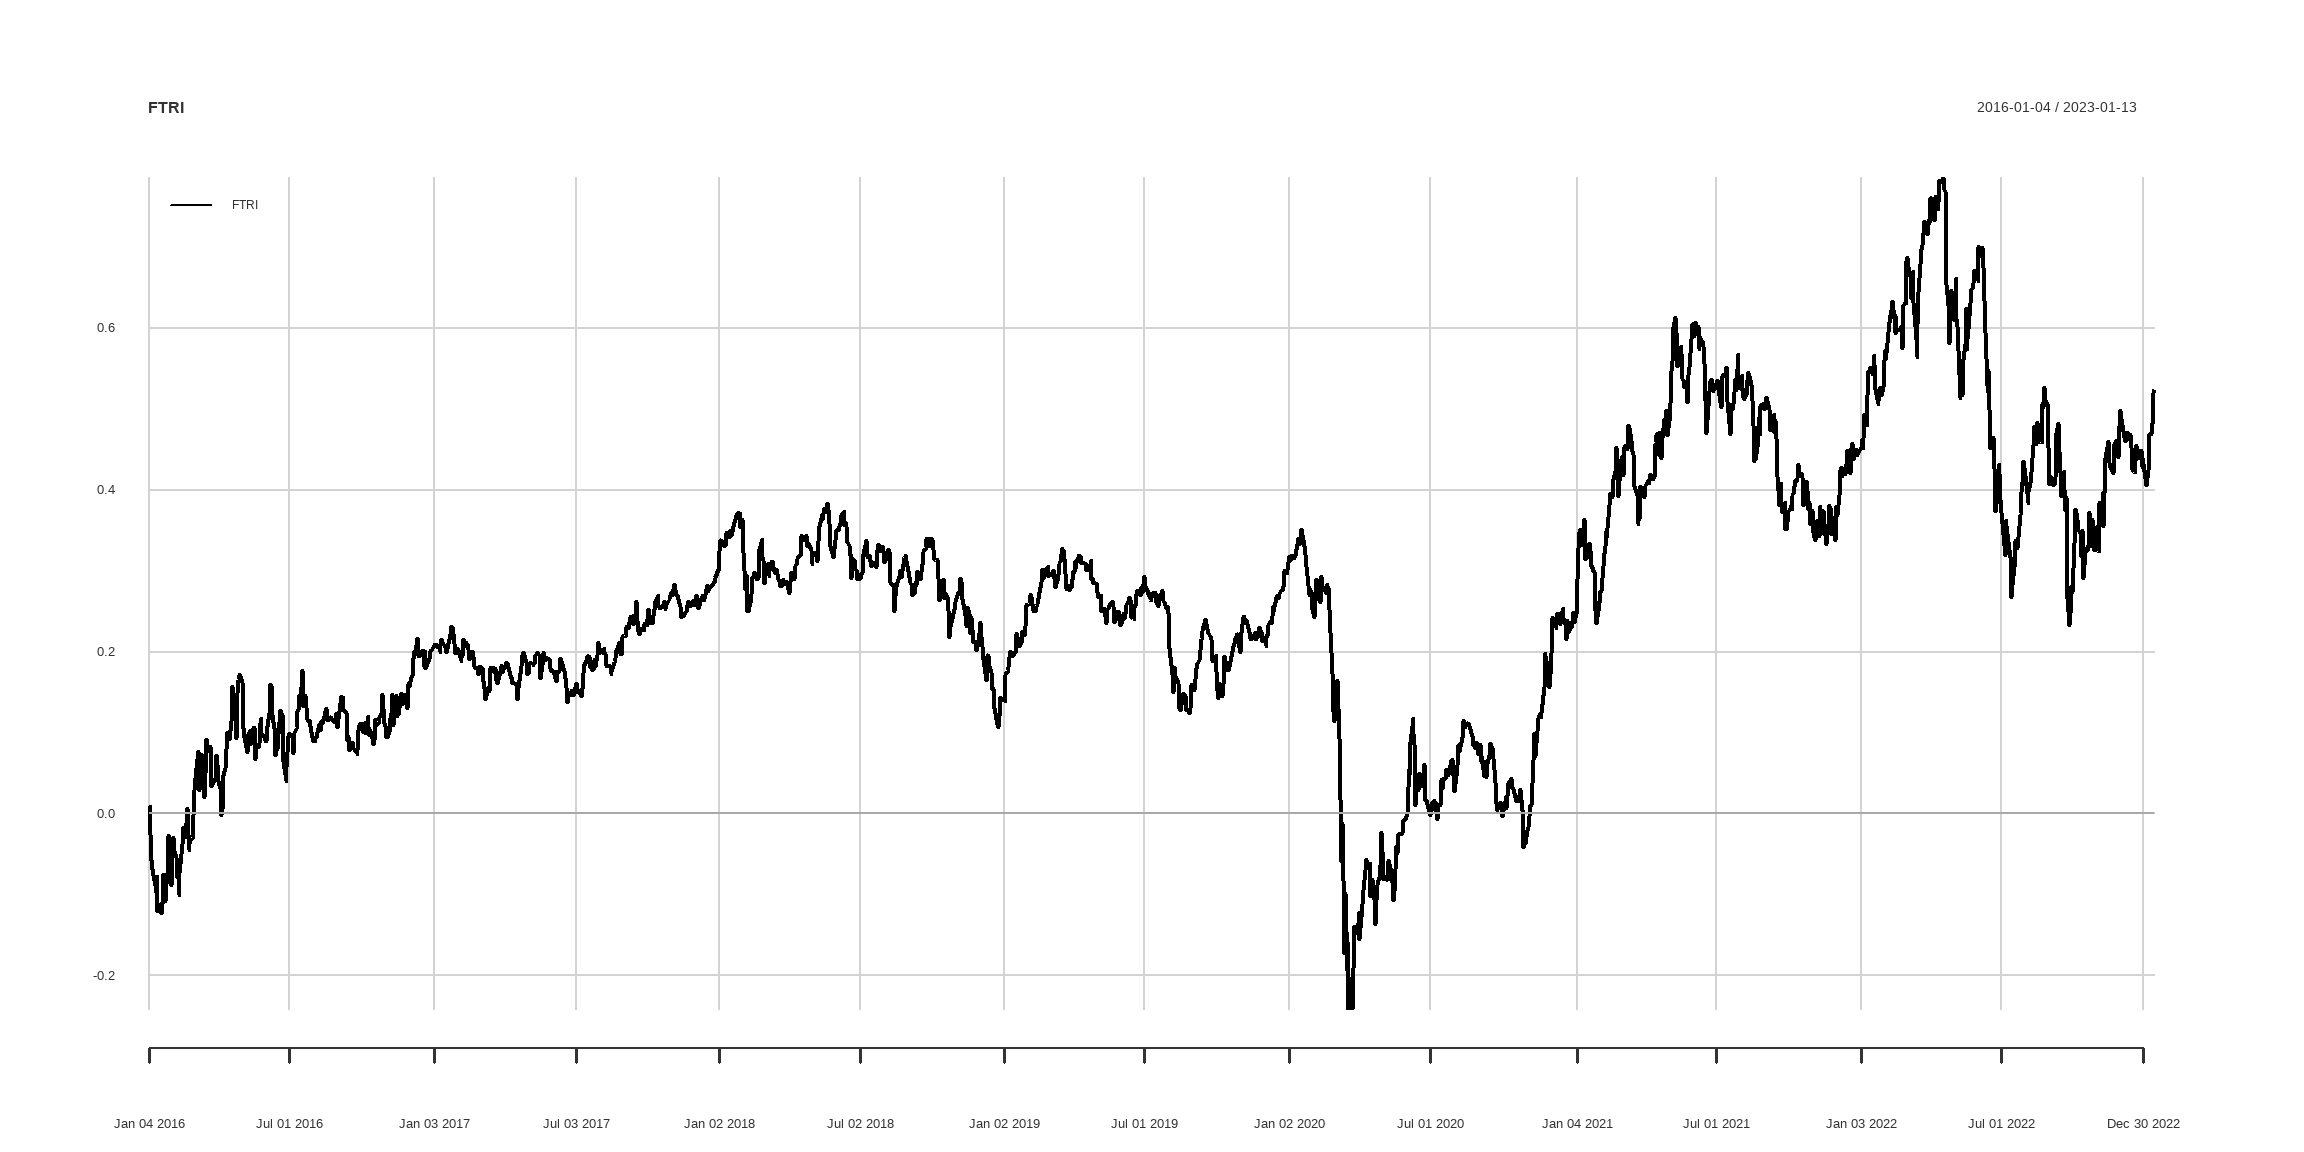 FTRI
2016-01-04 / 2023-01-13
FTRI
0.6
0.4
0.2
0.0
-0.2
Jan 04 2016
Jul 01 2016
Jan 03 2017
Jul 03 2017
Jan 02 2018
Jul 02 2018
Jan 02 2019
Jul 01 2019
Jan 02 2020
Jul 01 2020
Jan 04 2021
Jul 01 2021
Jan 03 2022
Jul 01 2022
Dec 30 2022